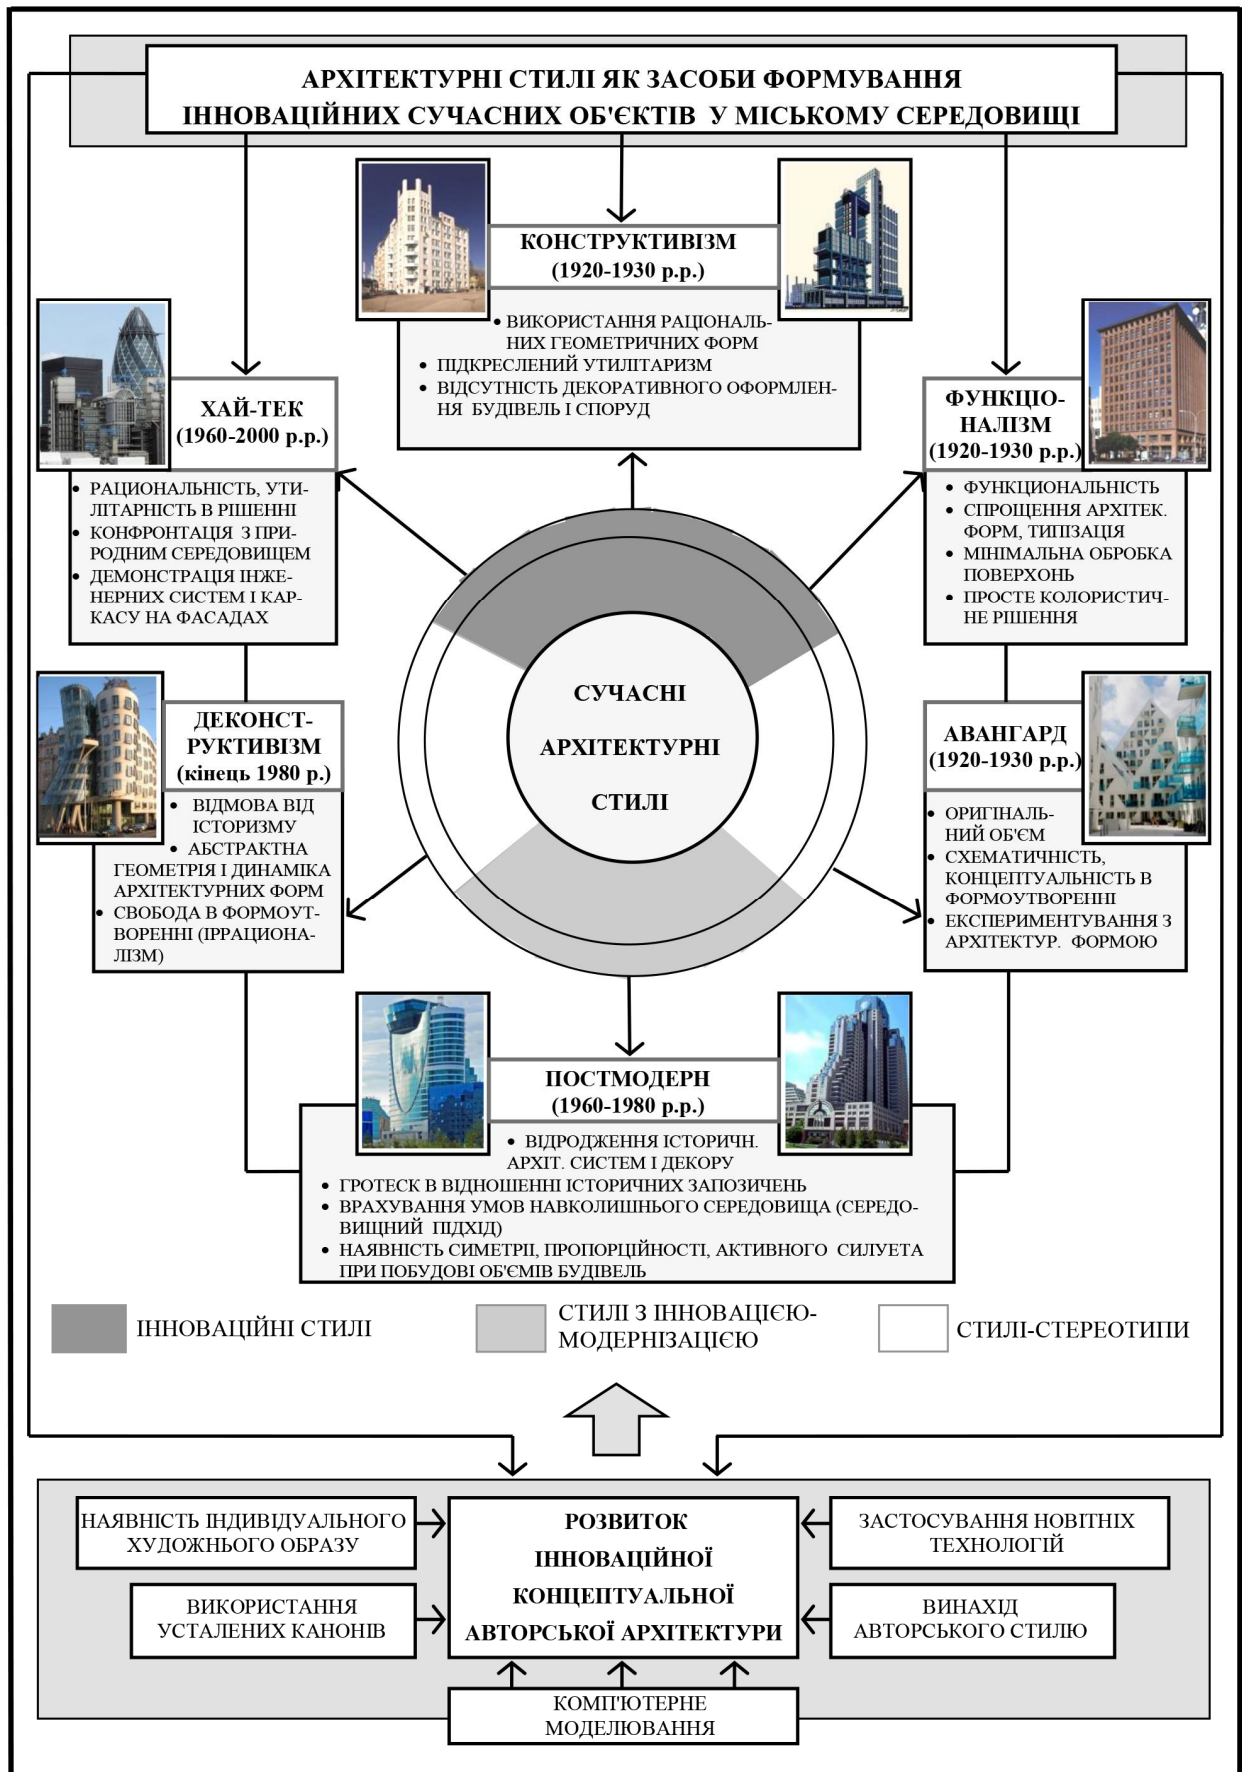 АРХІТЕКТУРНІ СТИЛІ ЯК ЗАСОБИ ФОРМУВАННЯ
ІННОВАЦІЙНИХ СУЧАСНИХ ОБ'ЄКТІВ У МІСЬКОМУ СЕРЕДОВИЩІ
КОНСТРУКТИВІЗМ
(1920-1930 р.р.)
• ВИКОРИСТАННЯ РАЦІОНАЛЬ-
НИХ ГЕОМЕТРИЧНИХ ФОРМ
• ПІДКРЕСЛЕНИЙ УТИЛІТАРИЗМ
• ВІДСУТНІСТЬ ДЕКОРАТИВНОГО ОФОРМЛЕН-
НЯ БУДІВЕЛЬ І СПОРУД
ХАЙ-ТЕК
(1960-2000 р.р.)
• РАЦИОНАЛЬНІСТЬ, УТИ-
ЛІТАРНІСТЬ В РІШЕННІ
• КОНФРОНТАЦІЯ З ПРИ-
РОДНИМ СЕРЕДОВИЩЕМ
• ДЕМОНСТРАЦІЯ ІНЖЕ-
НЕРНИХ СИСТЕМ І КАР-
КАСУ НА ФАСАДАХ
ФУНКЦІО-
НАЛІЗМ
(1920-1930 р.р.)
• ФУНКЦИОНАЛЬНІСТЬ
• СПРОЩЕННЯ АРХІТЕК.
ФОРМ, ТИПІЗАЦІЯ
• МІНІМАЛЬНА ОБРОБКА
ПОВЕРХОНЬ
• ПРОСТЕ КОЛОРИСТИЧ-
НЕ РІШЕННЯ
СУЧАСНІ
АРХІТЕКТУРНІ
СТИЛІ
ДЕКОНСТ-
РУКТИВІЗМ
(кінець 1980 р.)
• ВІДМОВА ВІД
ІСТОРИЗМУ
• АБСТРАКТНА
ГЕОМЕТРІЯ І ДИНАМІКА
АРХІТЕКТУРНИХ ФОРМ
• СВОБОДА В ФОРМОУТ-
ВОРЕННІ (ІРРАЦИОНА-
ЛІЗМ)
АВАНГАРД
(1920-1930 р.р.)
• ОРИГІНАЛЬ-
НИЙ ОБ'ЄМ
• СХЕМАТИЧНІСТЬ,
КОНЦЕПТУАЛЬНІСТЬ В
ФОРМОУТВОРЕННІ
• ЕКСПЕРИМЕНТУВАННЯ З
АРХІТЕКТУР. ФОРМОЮ
ПОСТМОДЕРН
(1960-1980 р.р.)
• ВІДРОДЖЕННЯ ІСТОРИЧН.
АРХІТ. СИСТЕМ І ДЕКОРУ
• ГРОТЕСК В ВІДНОШЕННІ ІСТОРИЧНИХ ЗАПОЗИЧЕНЬ
• ВРАХУВАННЯ УМОВ НАВКОЛИШНЬОГО СЕРЕДОВИЩА (СЕРЕДО-
ВИЩНИЙ ПІДХІД)
• НАЯВНІСТЬ СИМЕТРІІ, ПРОПОРЦІЙНОСТІ, АКТИВНОГО СИЛУЕТА
ПРИ ПОБУДОВІ ОБ'ЄМІВ БУДІВЕЛЬ
ІННОВАЦІЙНІ СТИЛІ
СТИЛІ З ІННОВАЦІЄЮ-
МОДЕРНІЗАЦІЄЮ
СТИЛІ-СТЕРЕОТИПИ
НАЯВНІСТЬ ІНДИВІДУАЛЬНОГО
ХУДОЖНЬОГО ОБРАЗУ
ВИКОРИСТАННЯ
УСТАЛЕНИХ КАНОНІВ
РОЗВИТОК
ІННОВАЦІЙНОЇ
КОНЦЕПТУАЛЬНОЇ
АВТОРСЬКОЇ АРХІТЕКТУРИ
ЗАСТОСУВАННЯ НОВІТНІХ
ТЕХНОЛОГІЙ
ВИНАХІД
АВТОРСЬКОГО СТИЛЮ
КОМП'ЮТЕРНЕ
МОДЕЛЮВАННЯ